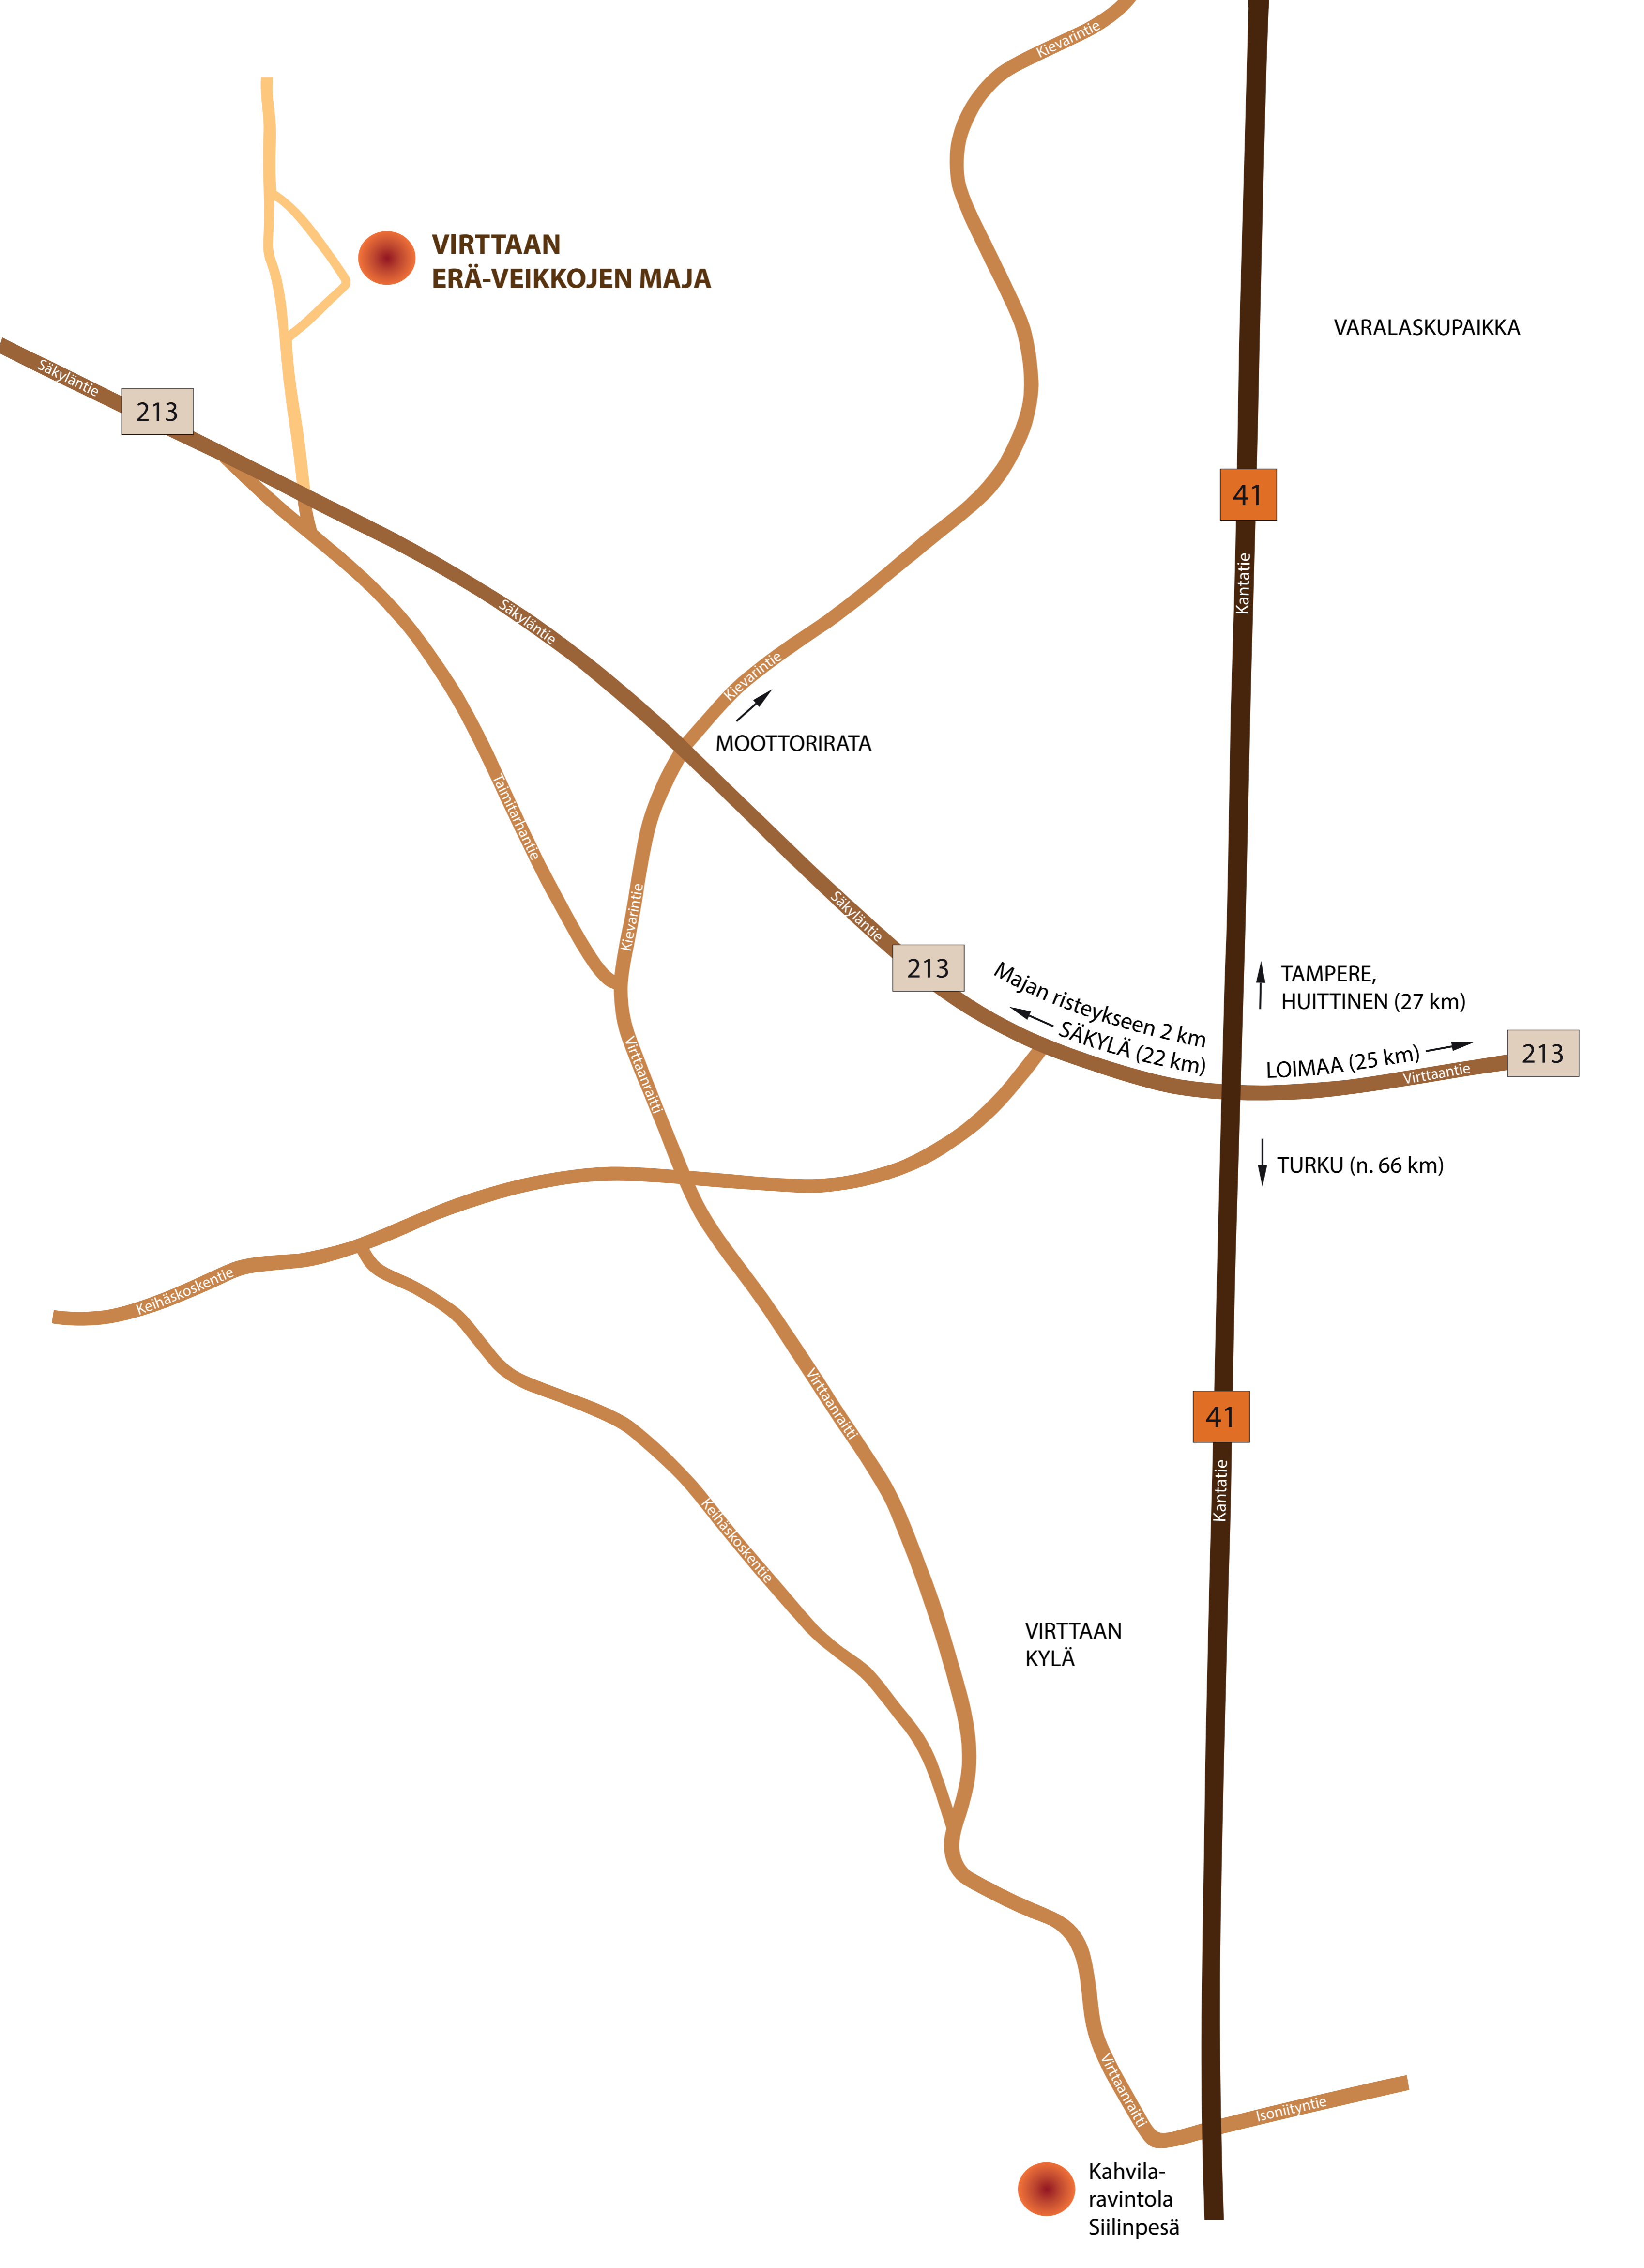 Kievarintie
VIRTTAAN
ERÄ-VEIKKOJEN MAJA
VARALASKUPAIKKA
Säkyläntie
213
41
Kantatie
Säkyläntie
Kievarintie
MOOTTORIRATA
Taimitarhantie
Kievarintie
Säkyläntie
213
Majan risteykseen 2 km
SÄKYLÄ (22 km)
TAMPERE,
HUITTINEN (27 km)
LOIMAA (25 km)
213
Virttaantie
Virttaanraitti
TURKU (n. 66 km)
Keihäskoskentie
Virttaanraitti
41
Kantatie
Keihäskoskentie
VIRTTAAN
KYLÄ
Virttaanraitti
Isoniityntie
Kahvila-
ravintola
Siilinpesä